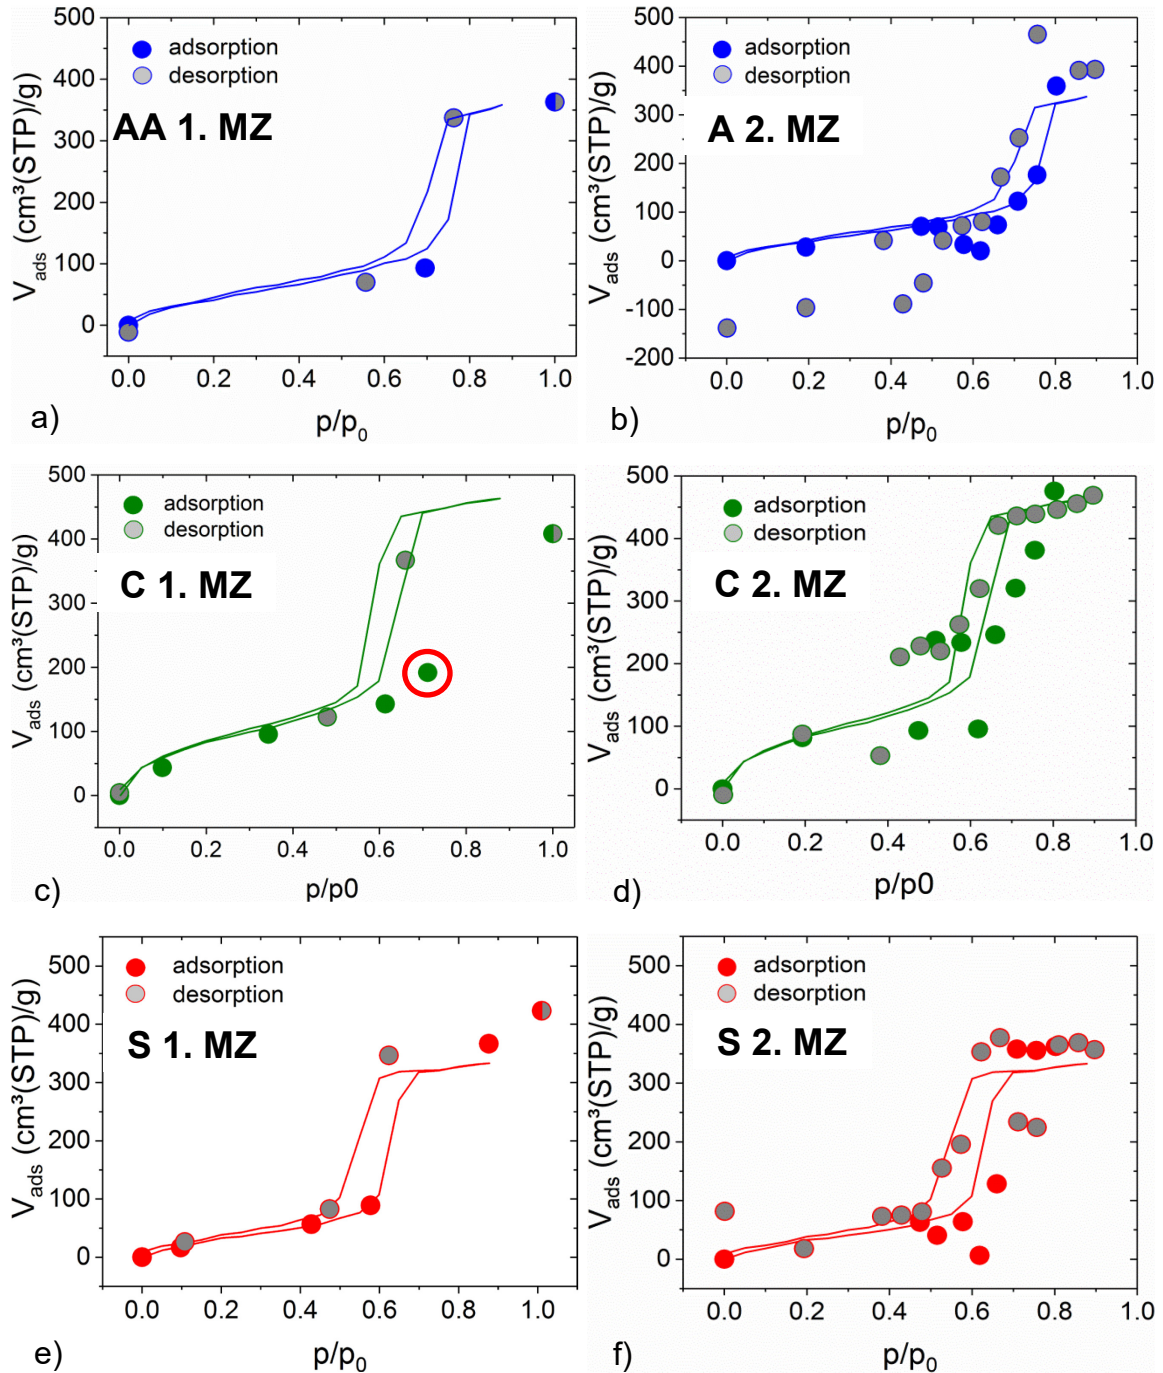 500
400
300
200
100
0
V_ads (cm³(STP)/g)
adsorption
desorption
AA 1. MZ
0.0 0.2 0.4 0.6 0.8 1.0
p/p₀
a)
500
400
300
200
100
0
-100
-200
V_ads (cm³(STP)/g)
adsorption
desorption
A 2. MZ
0.0 0.2 0.4 0.6 0.8 1.0
p/p₀
b)
500
400
300
200
100
0
V_ads (cm³(STP)/g)
adsorption
desorption
C 1. MZ
0.0 0.2 0.4 0.6 0.8 1.0
p/p0
c)
500
400
300
200
100
0
V_ads (cm³(STP)/g)
adsorption
desorption
C 2. MZ
0.0 0.2 0.4 0.6 0.8 1.0
p/p0
d)
500
400
300
200
100
0
V_ads (cm³(STP)/g)
adsorption
desorption
S 1. MZ
0.0 0.2 0.4 0.6 0.8 1.0
p/p₀
e)
500
400
300
200
100
0
V_ads (cm³(STP)/g)
adsorption
desorption
S 2. MZ
0.0 0.2 0.4 0.6 0.8 1.0
p/p₀
f)